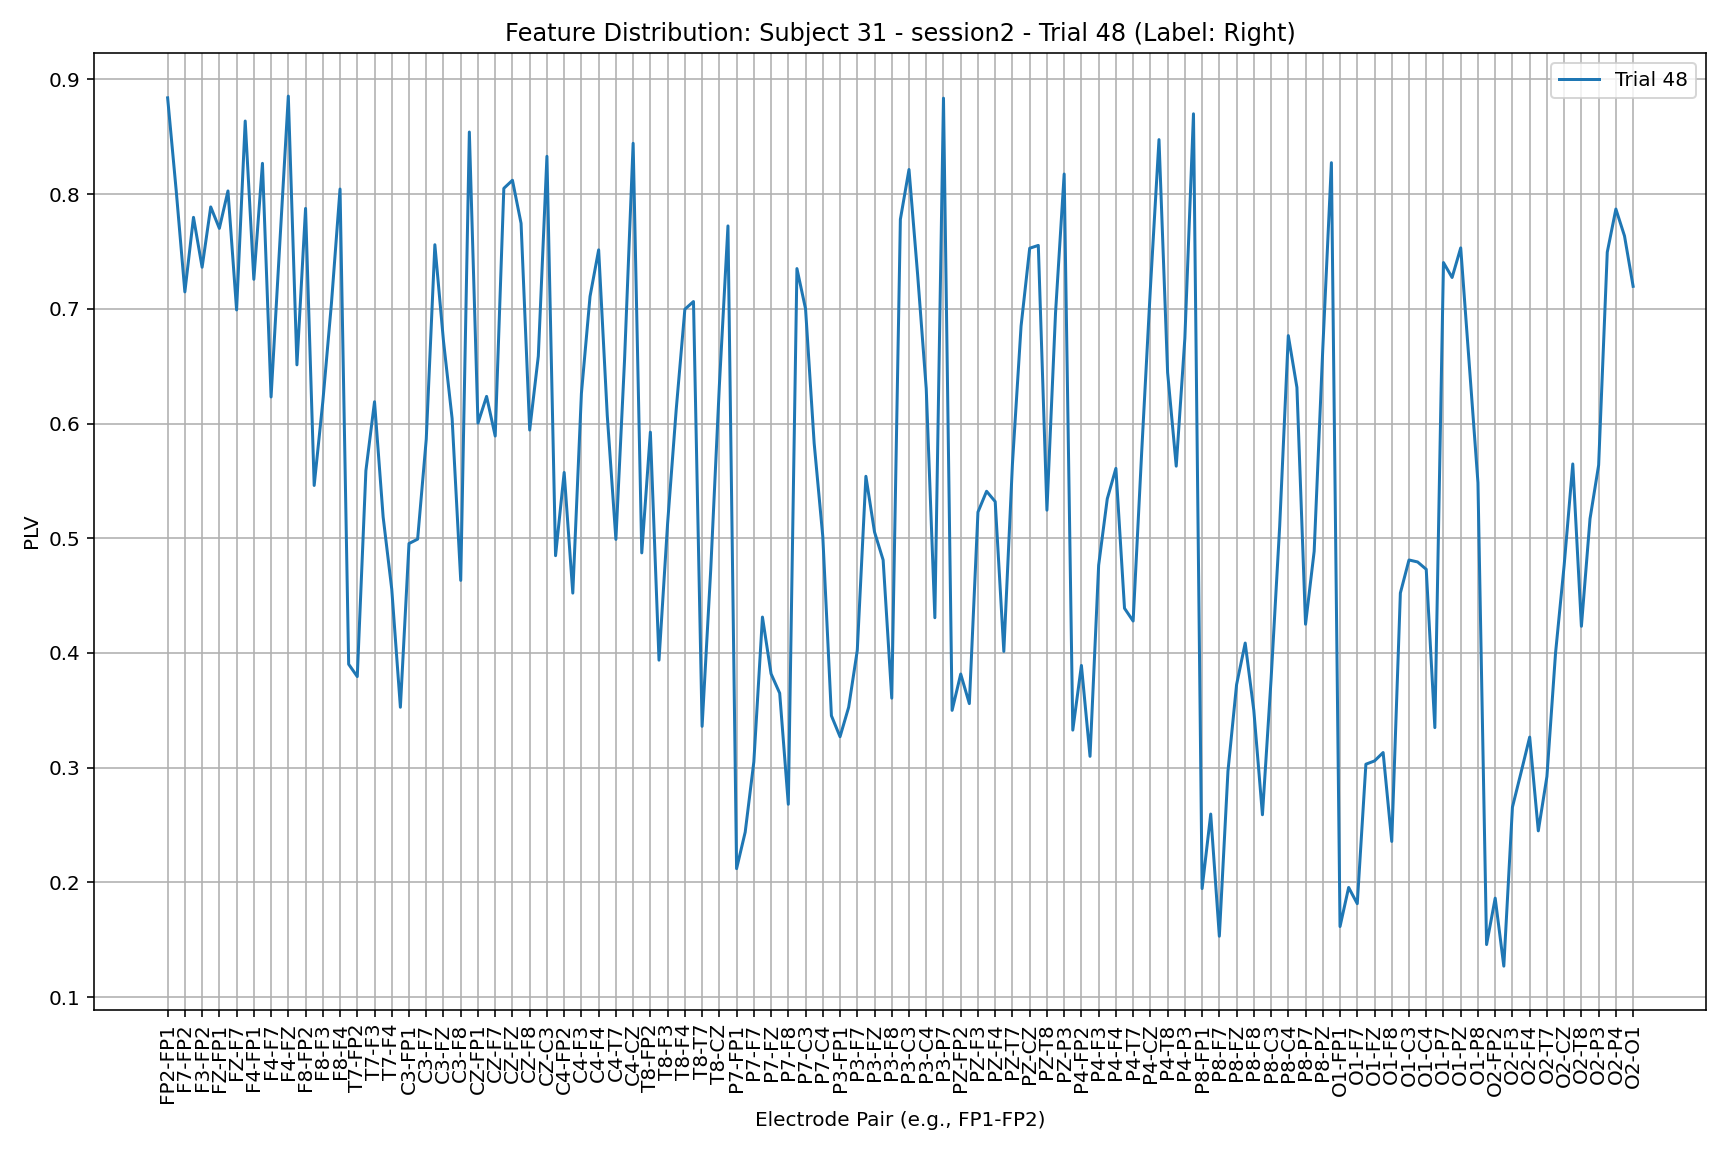 Feature Distribution: Subject 31 - session2 - Trial 48 (Label: Right)
Trial 48
PLV
0.9
0.8
0.7
0.6
0.5
0.4
0.3
0.2
0.1
FP2-FP1
F7-FP2
F3-FP2
FZ-FP1
FZ-F7
F4-FP1
F4-F7
F4-FZ
F8-FP2
F8-F3
F8-F4
T7-FP2
T7-F3
T7-F4
C3-FP1
C3-F7
C3-FZ
C3-F8
CZ-FP1
CZ-F7
CZ-FZ
CZ-F8
CZ-C3
C4-FP2
C4-F3
C4-F4
C4-T7
C4-CZ
T8-FP2
T8-F3
T8-F4
T8-T7
T8-CZ
P7-FP1
P7-F7
P7-FZ
P7-F8
P7-C3
P7-C4
P3-FP1
P3-F7
P3-FZ
P3-F8
P3-C3
P3-C4
P3-P7
PZ-FP2
PZ-F3
PZ-F4
PZ-T7
PZ-CZ
PZ-T8
PZ-P3
P4-FP2
P4-F3
P4-F4
P4-T7
P4-CZ
P4-T8
P4-P3
P8-FP1
P8-F7
P8-FZ
P8-F8
P8-C3
P8-C4
P8-P7
P8-PZ
O1-FP1
O1-F7
O1-FZ
O1-F8
O1-C3
O1-C4
O1-P7
O1-PZ
O1-P8
O2-FP2
O2-F3
O2-F4
O2-T7
O2-CZ
O2-T8
O2-P3
O2-P4
O2-O1
Electrode Pair (e.g., FP1-FP2)